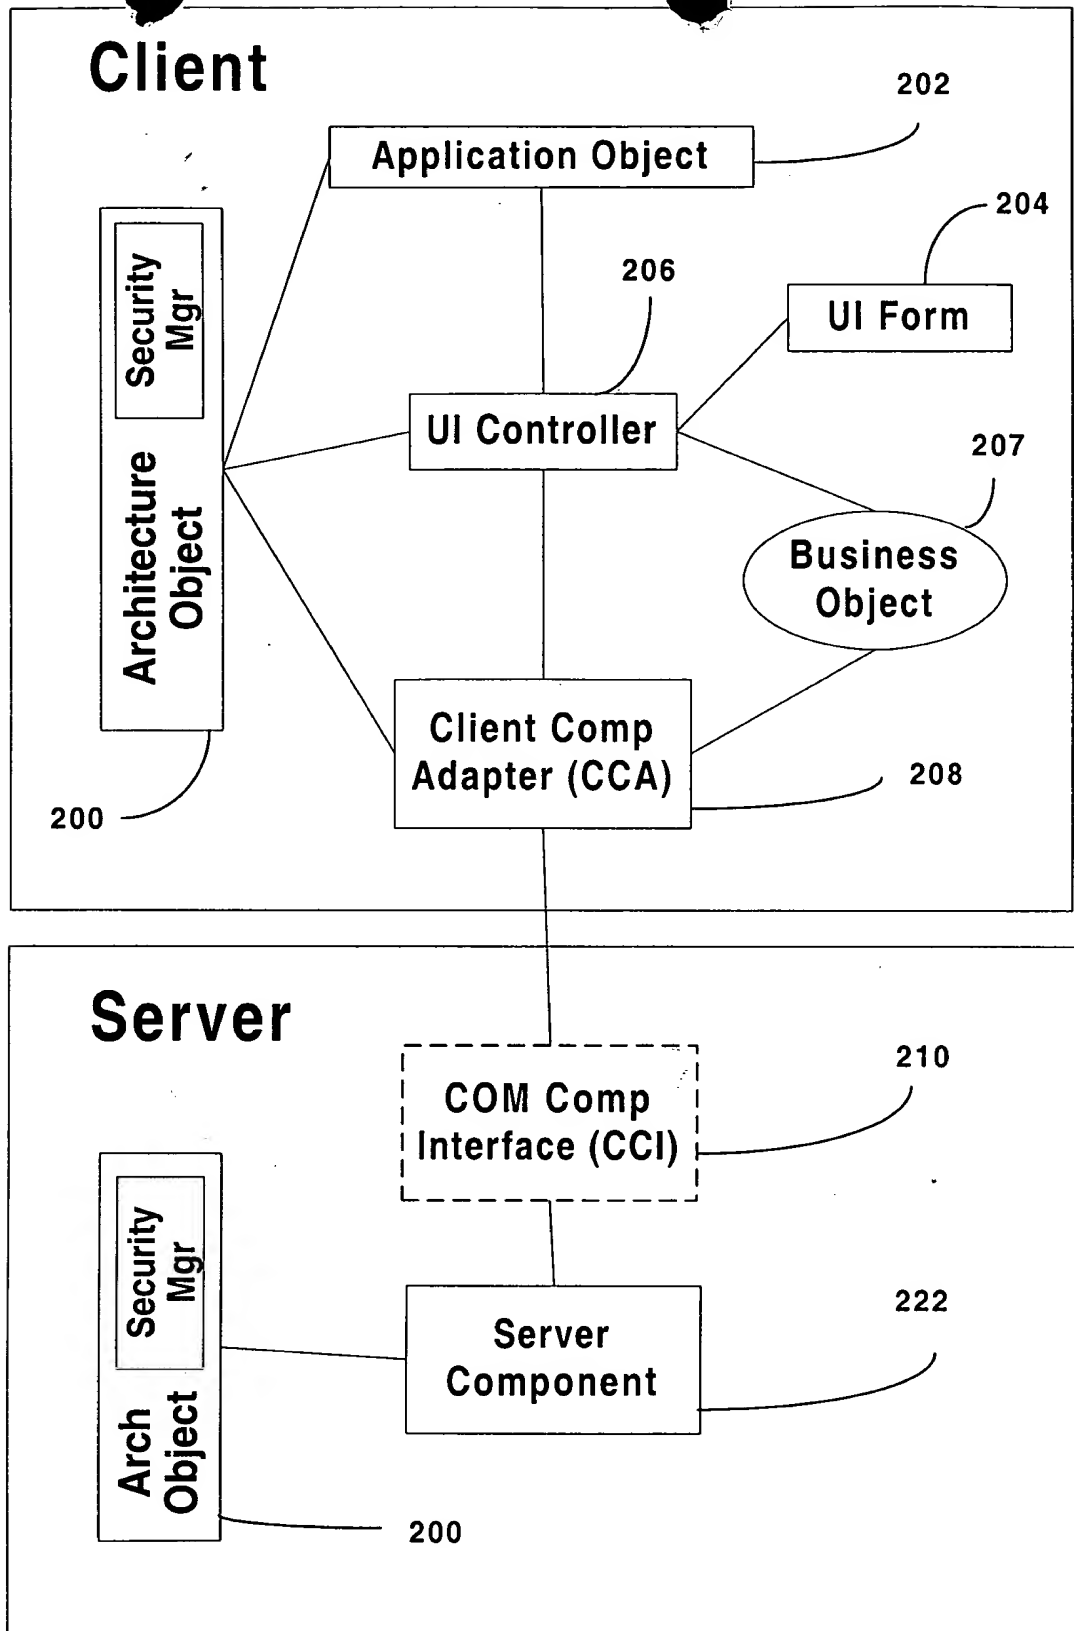 Client
202
Application Object
204
Security
Mgr
206
UI Form
UI Controller
207
Architecture
Object
Business
Object
Client Comp
Adapter (CCA)
208
200
Server
210
COM Comp
Interface (CCI)
Security
Mgr
222
Server
Component
Arch
Object
200